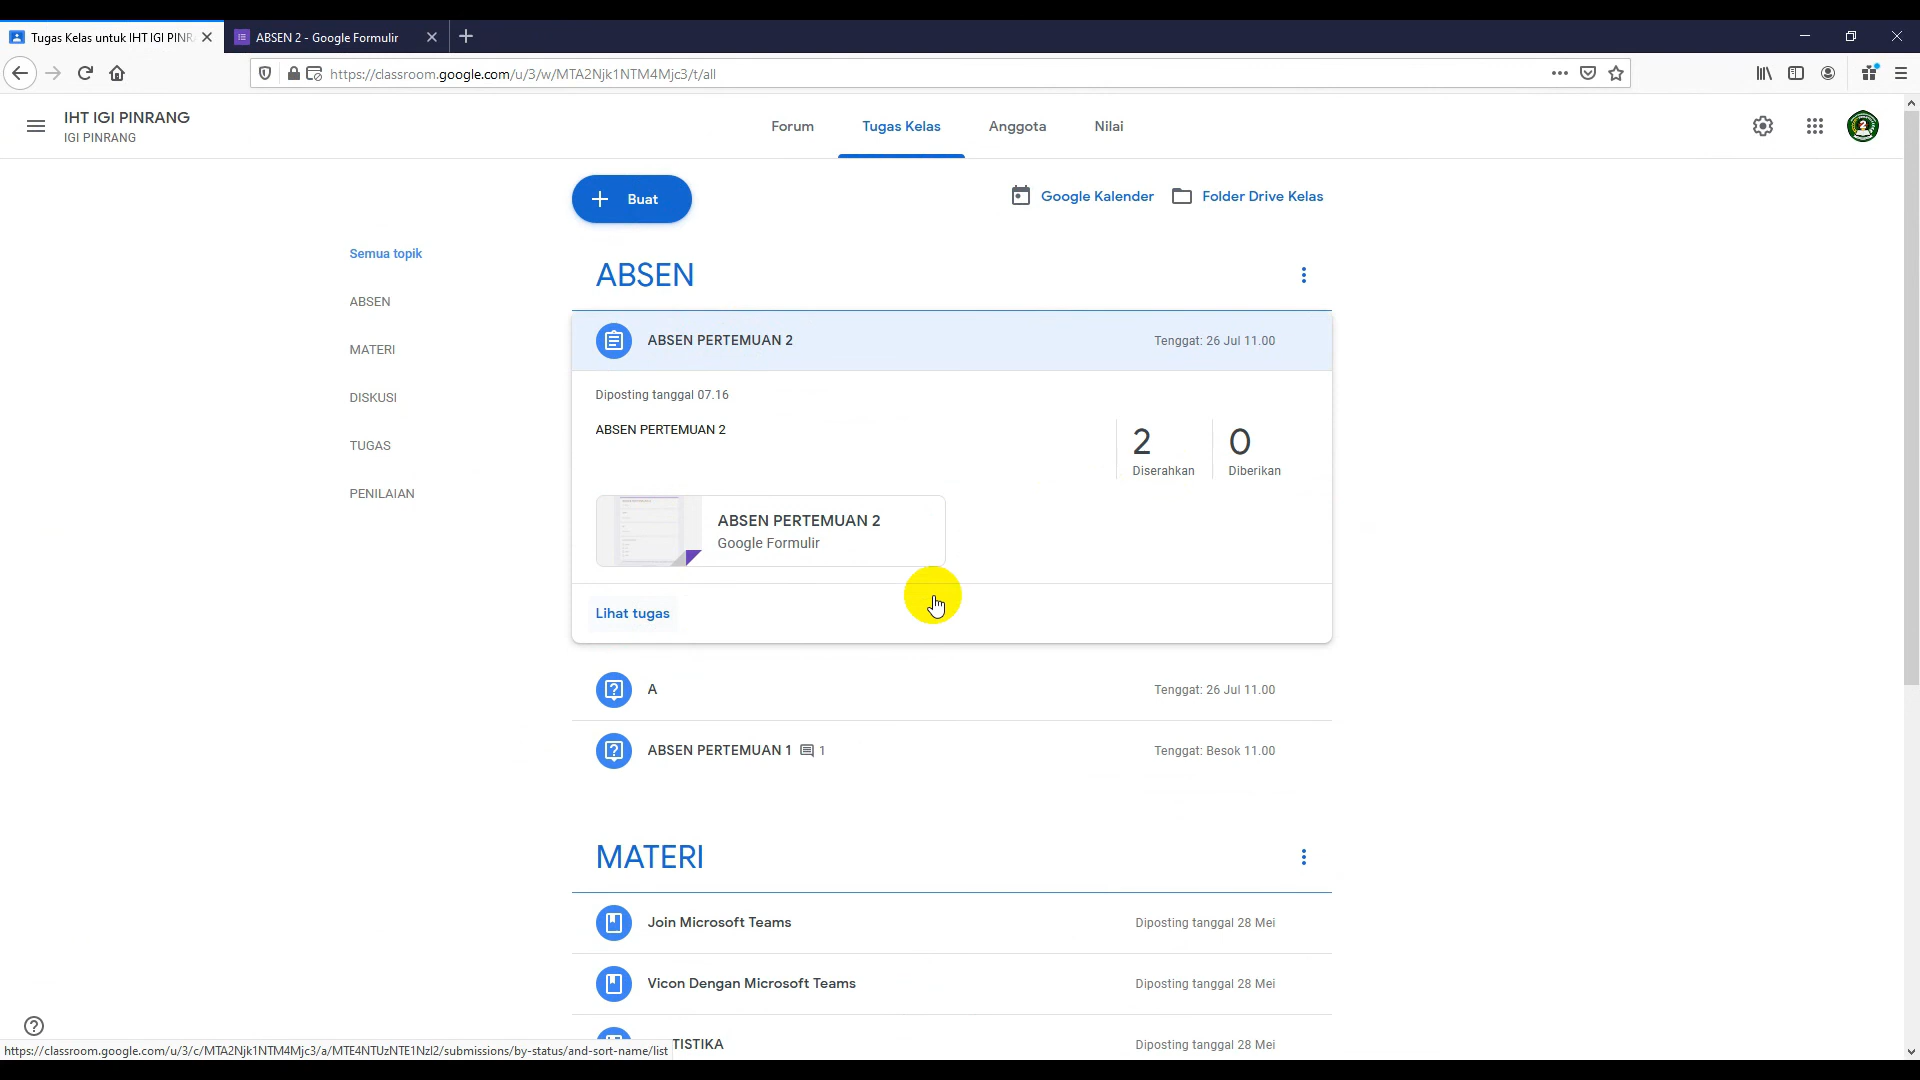 Tugas Kelas untuk IHT IGI PINR
ABSEN 2 - Google Formulir
https://classroom.google.com/u/3/w/MTA2Njk1NTM4Mjc3/t/all
IHT IGI PINRANG
IGI PINRANG
Forum
Tugas Kelas
Anggota
Nilai
Buat
Google Kalender
Folder Drive Kelas
Semua topik
ABSEN
MATERI
DISKUSI
TUGAS
PENILAIAN
ABSEN
ABSEN PERTEMUAN 2
Tenggat: 26 Jul 11.00
Diposting tanggal 07.16
ABSEN PERTEMUAN 2
2
Diserahkan
0
Diberikan
ABSEN PERTEMUAN 2
Google Formulir
Lihat tugas
A
Tenggat: 26 Jul 11.00
ABSEN PERTEMUAN 1 1
Tenggat: Besok 11.00
MATERI
Join Microsoft Teams
Diposting tanggal 28 Mei
Vicon Dengan Microsoft Teams
Diposting tanggal 28 Mei
TISTIKA
Diposting tanggal 28 Mei
https://classroom.google.com/u/3/c/MTA2Njk1NTM4Mjc3/a/MTE4NTUzNTE1NzI2/submissions/by-status/and-sort-name/list